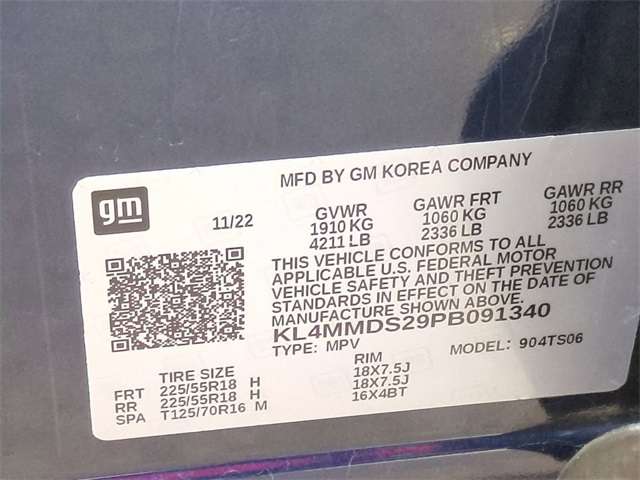 MFD BY GM KOREA COMPANY
gm
11/22
GVWR GAWR FRT GAWR RR
1910 KG 1060 KG 1060 KG
4211 LB 2336 LB 2336 LB
THIS VEHICLE CONFORMS TO ALL
APPLICABLE U.S. FEDERAL MOTOR
VEHICLE SAFETY AND THEFT PREVENTION
STANDARDS IN EFFECT ON THE DATE OF
MANUFACTURE SHOWN ABOVE.
KL4MMDS29PB091340
TYPE: MPV MODEL: 904TS06
TIRE SIZE RIM
FRT 225/55R18 H 18X7.5J
RR 225/55R18 H 18X7.5J
SPA T125/70R16 M 16X4BT